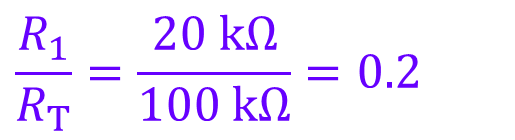 R₁/R_T = 20 kΩ/100 kΩ = 0.2